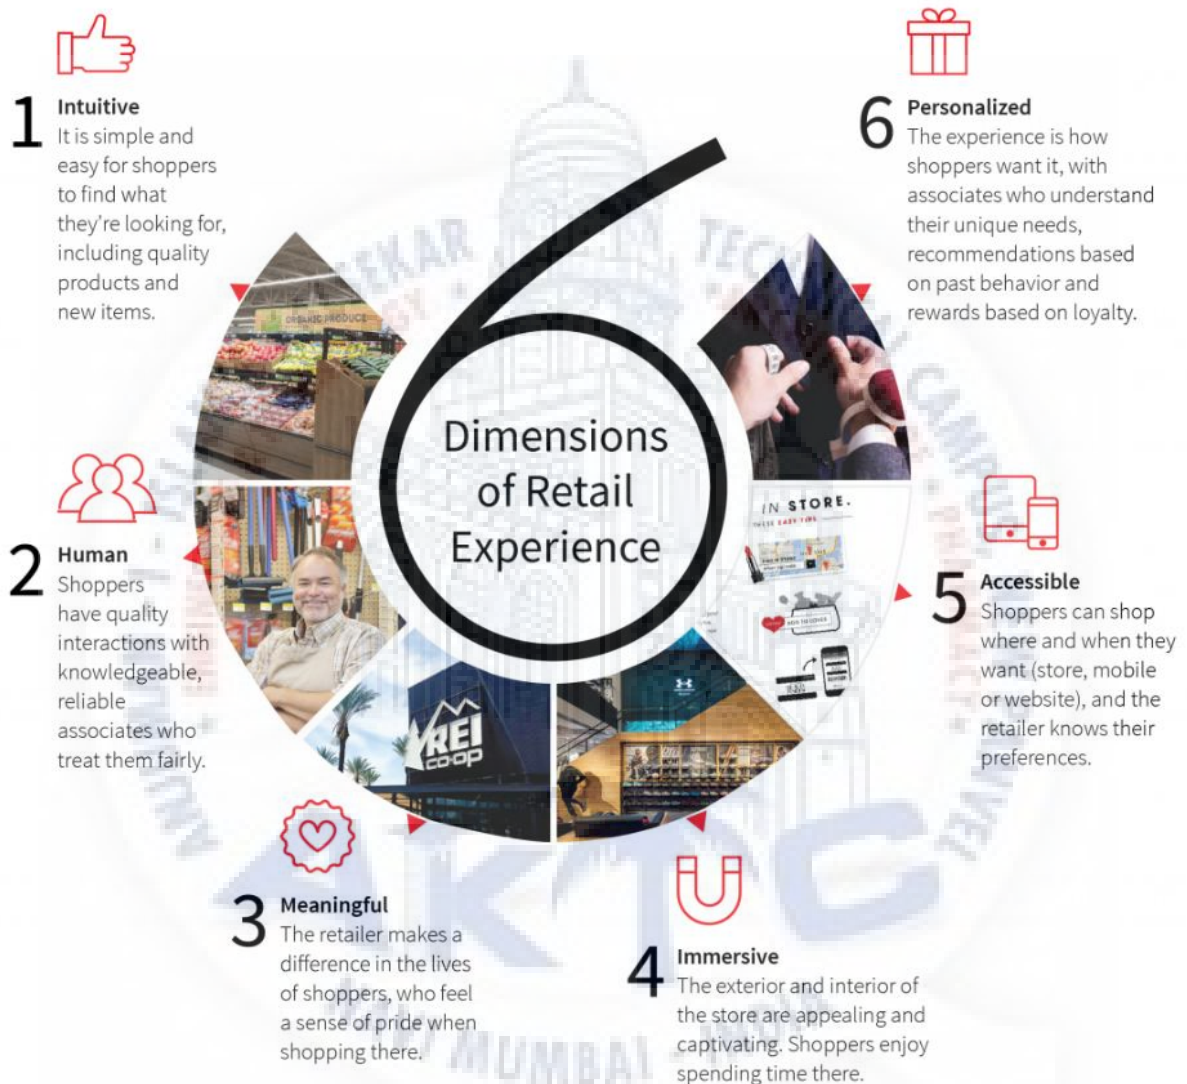 1
Intuitive
It is simple and
easy for shoppers
to find what
they're looking for,
including quality
products and
new items.
2
Human
Shoppers
have quality
interactions with
knowledgeable,
reliable
associates who
treat them fairly.
3
Meaningful
The retailer makes a
difference in the lives
of shoppers, who feel
a sense of pride when
shopping there.
4
Immersive
The exterior and interior of
the store are appealing and
captivating. Shoppers enjoy
spending time there.
5
Accessible
Shoppers can shop
where and when they
want (store, mobile
or website), and the
retailer knows their
preferences.
6
Personalized
The experience is how
shoppers want it, with
associates who understand
their unique needs,
recommendations based
on past behavior and
rewards based on loyalty.
6
Dimensions
of Retail
Experience
ORGANIC PRODUCE
REI
CO·OP
IN STORE.
AKTC
NAVI MUMBAI - INDIA